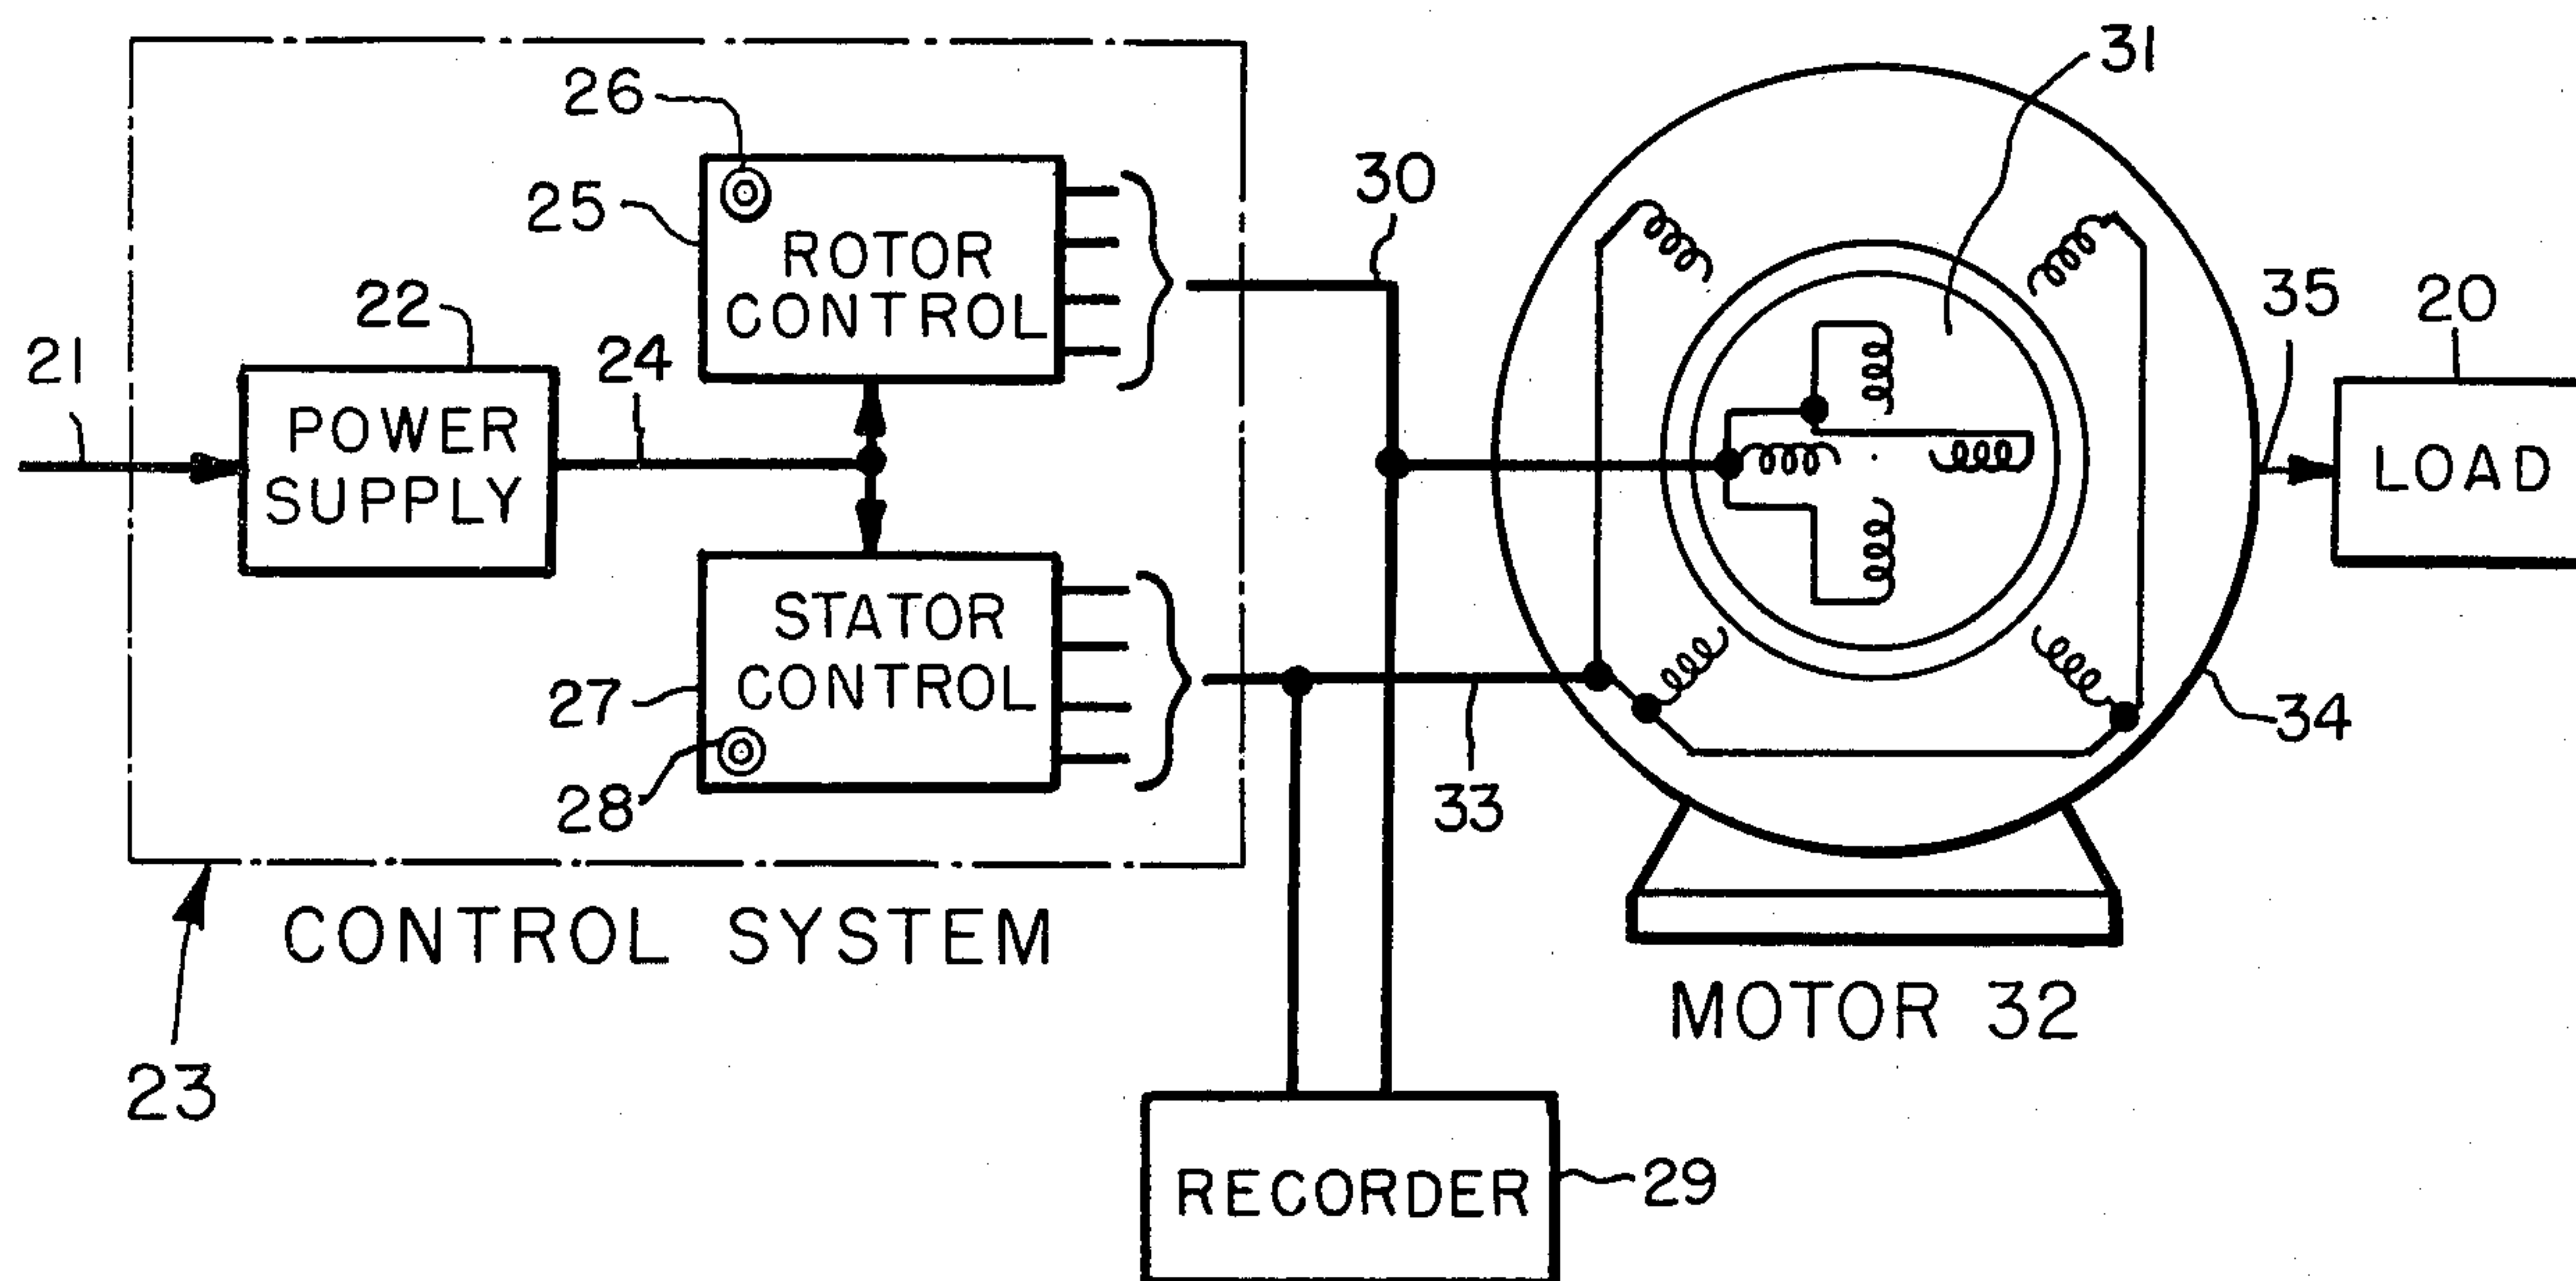 31
26
30
25
ROTOR
CONTROL
22
24
35
20
21
POWER
SUPPLY
LOAD
STATOR
CONTROL
27
28
33
34
CONTROL SYSTEM
MOTOR 32
23
RECORDER
29